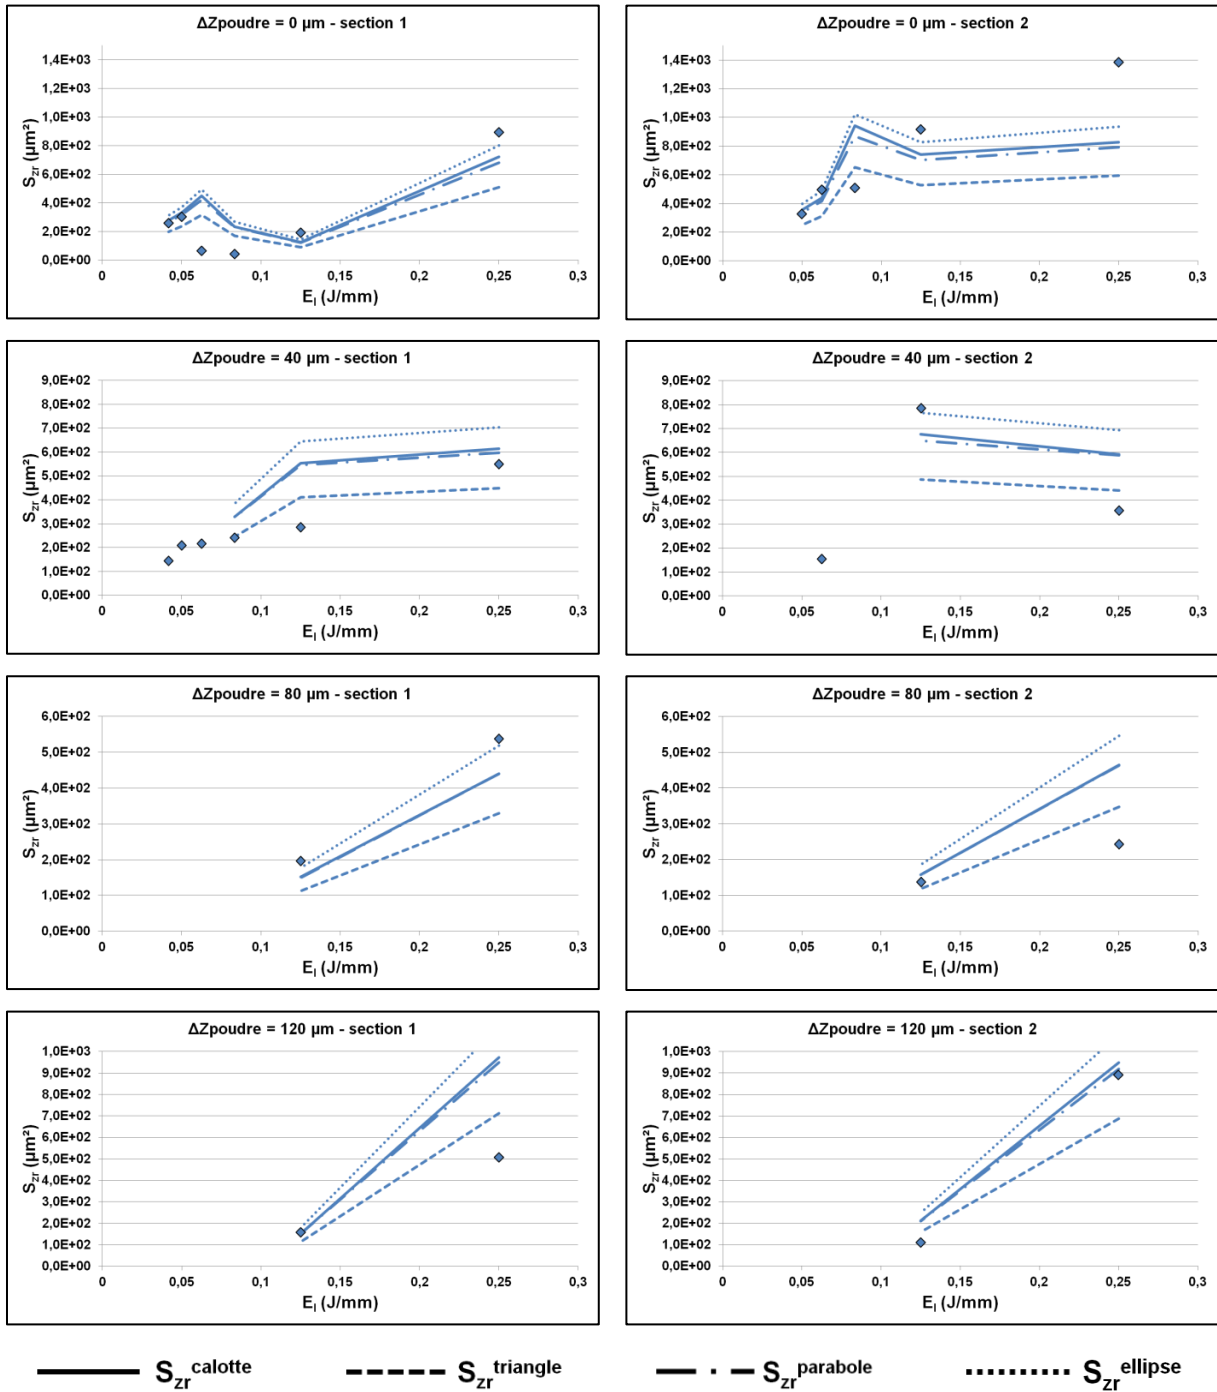 ΔZpoudre = 0 µm - section 1
1,4E+03
1,2E+03
1,0E+03
8,0E+02
6,0E+02
4,0E+02
2,0E+02
0,0E+00
Szr (µm²)
0 0,05 0,1 0,15 0,2 0,25 0,3
El (J/mm)
ΔZpoudre = 0 µm - section 2
1,4E+03
1,2E+03
1,0E+03
8,0E+02
6,0E+02
4,0E+02
2,0E+02
0,0E+00
Szr (µm²)
0 0,05 0,1 0,15 0,2 0,25 0,3
El (J/mm)
ΔZpoudre = 40 µm - section 1
9,0E+02
8,0E+02
7,0E+02
6,0E+02
5,0E+02
4,0E+02
3,0E+02
2,0E+02
1,0E+02
0,0E+00
Szr (µm²)
0 0,05 0,1 0,15 0,2 0,25 0,3
El (J/mm)
ΔZpoudre = 40 µm - section 2
9,0E+02
8,0E+02
7,0E+02
6,0E+02
5,0E+02
4,0E+02
3,0E+02
2,0E+02
1,0E+02
0,0E+00
Szr (µm²)
0 0,05 0,1 0,15 0,2 0,25 0,3
El (J/mm)
ΔZpoudre = 80 µm - section 1
6,0E+02
5,0E+02
4,0E+02
3,0E+02
2,0E+02
1,0E+02
0,0E+00
Szr (µm²)
0 0,05 0,1 0,15 0,2 0,25 0,3
El (J/mm)
ΔZpoudre = 80 µm - section 2
6,0E+02
5,0E+02
4,0E+02
3,0E+02
2,0E+02
1,0E+02
0,0E+00
Szr (µm²)
0 0,05 0,1 0,15 0,2 0,25 0,3
El (J/mm)
ΔZpoudre = 120 µm - section 1
1,0E+03
9,0E+02
8,0E+02
7,0E+02
6,0E+02
5,0E+02
4,0E+02
3,0E+02
2,0E+02
1,0E+02
0,0E+00
Szr (µm²)
0 0,05 0,1 0,15 0,2 0,25 0,3
El (J/mm)
ΔZpoudre = 120 µm - section 2
1,0E+03
9,0E+02
8,0E+02
7,0E+02
6,0E+02
5,0E+02
4,0E+02
3,0E+02
2,0E+02
1,0E+02
0,0E+00
Szr (µm²)
0 0,05 0,1 0,15 0,2 0,25 0,3
El (J/mm)
Szr calotte Szr triangle Szr parabole Szr ellipse